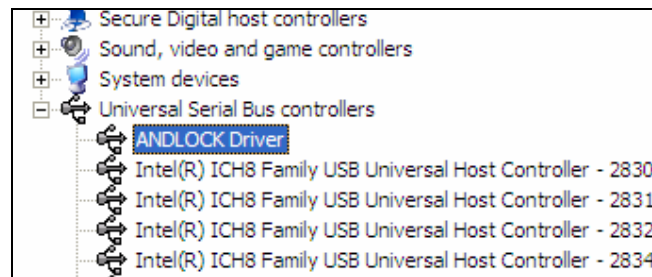 Secure Digital host controllers
Sound, video and game controllers
System devices
Universal Serial Bus controllers
ANDLOCK Driver
Intel(R) ICH8 Family USB Universal Host Controller - 2830
Intel(R) ICH8 Family USB Universal Host Controller - 2831
Intel(R) ICH8 Family USB Universal Host Controller - 2832
Intel(R) ICH8 Family USB Universal Host Controller - 2834